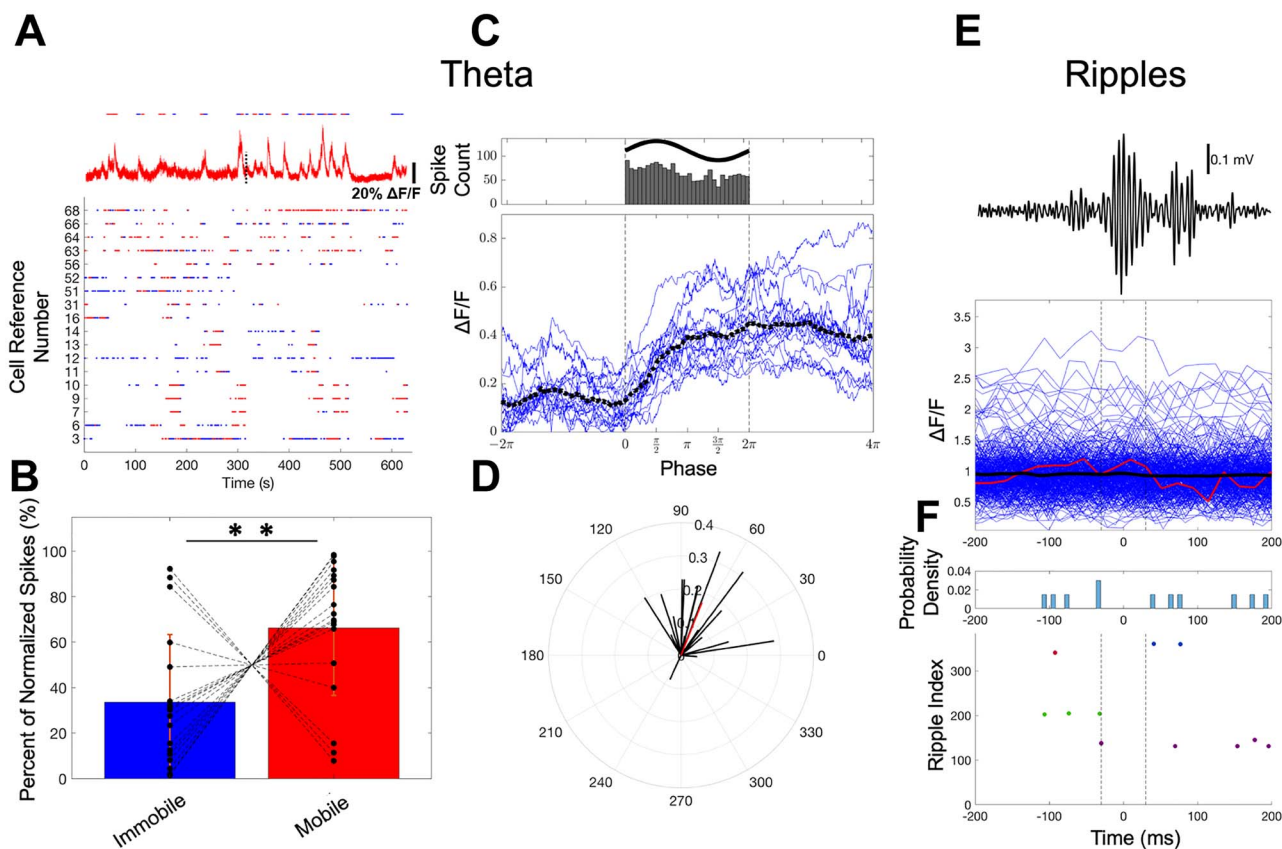 A
20% ΔF/F
Cell Reference
Number
68
66
64
63
56
52
51
31
16
14
13
12
11
10
9
7
6
3
0 100 200 300 400 500 600
Time (s)
B
Percent of Normalized Spikes (%)
100
80
60
40
20
0
* *
Immobile
Mobile
C
Theta
Spike
Count
100
50
0
ΔF/F
0.8
0.6
0.4
0.2
0
−2π 0 π/2 π 3π/2 2π 4π
Phase
D
90
120 60
150 30
180 0
210 330
240 300
270
0.4
0.3
0.2
0.1
0
E
Ripples
0.1 mV
ΔF/F
3.5
3
2.5
2
1.5
1
0.5
-200 -100 0 100 200
F
Probability
Density
0.04
0.02
0
Ripple Index
300
200
100
0
-200 -100 0 100 200
Time (ms)